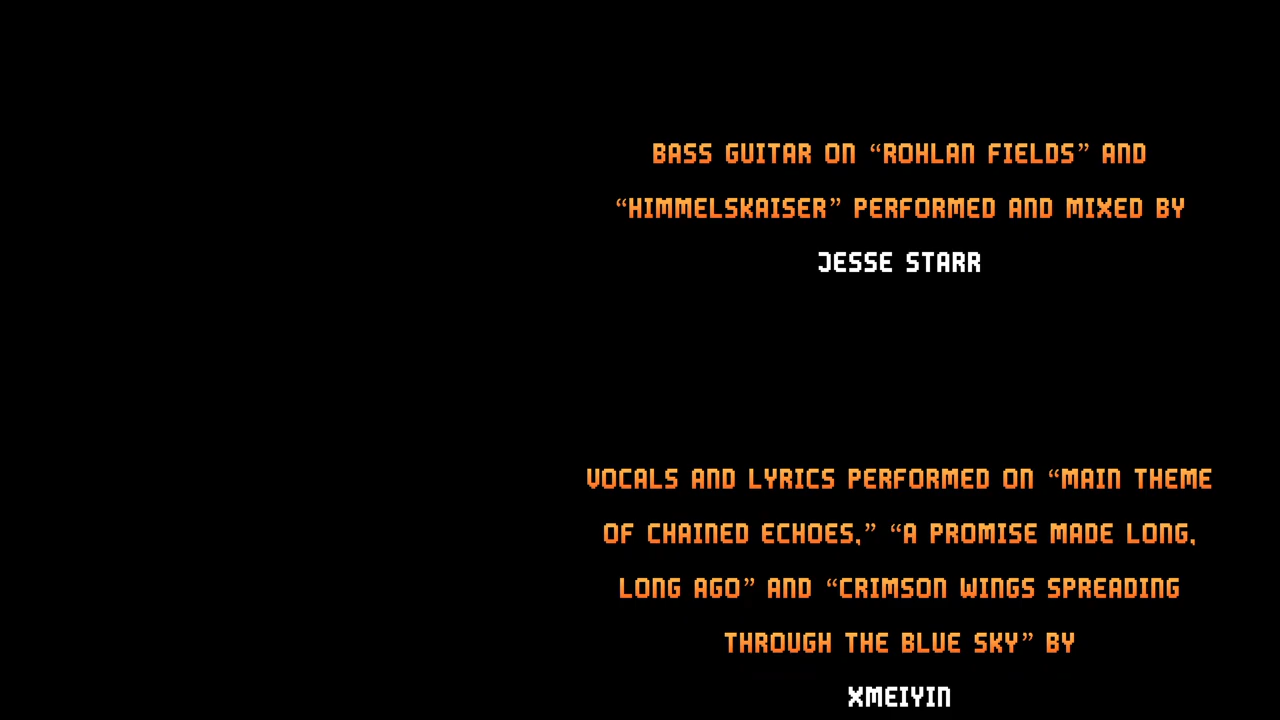 BASS GUITAR ON “ROHLAN FIELDS” AND
“HIMMELSKAISER” PERFORMED AND MIXED BY
JESSE STARR
VOCALS AND LYRICS PERFORMED ON “MAIN THEME
OF CHAINED ECHOES,” “A PROMISE MADE LONG,
LONG AGO” AND “CRIMSON WINGS SPREADING
THROUGH THE BLUE SKY” BY
XMEIYIN